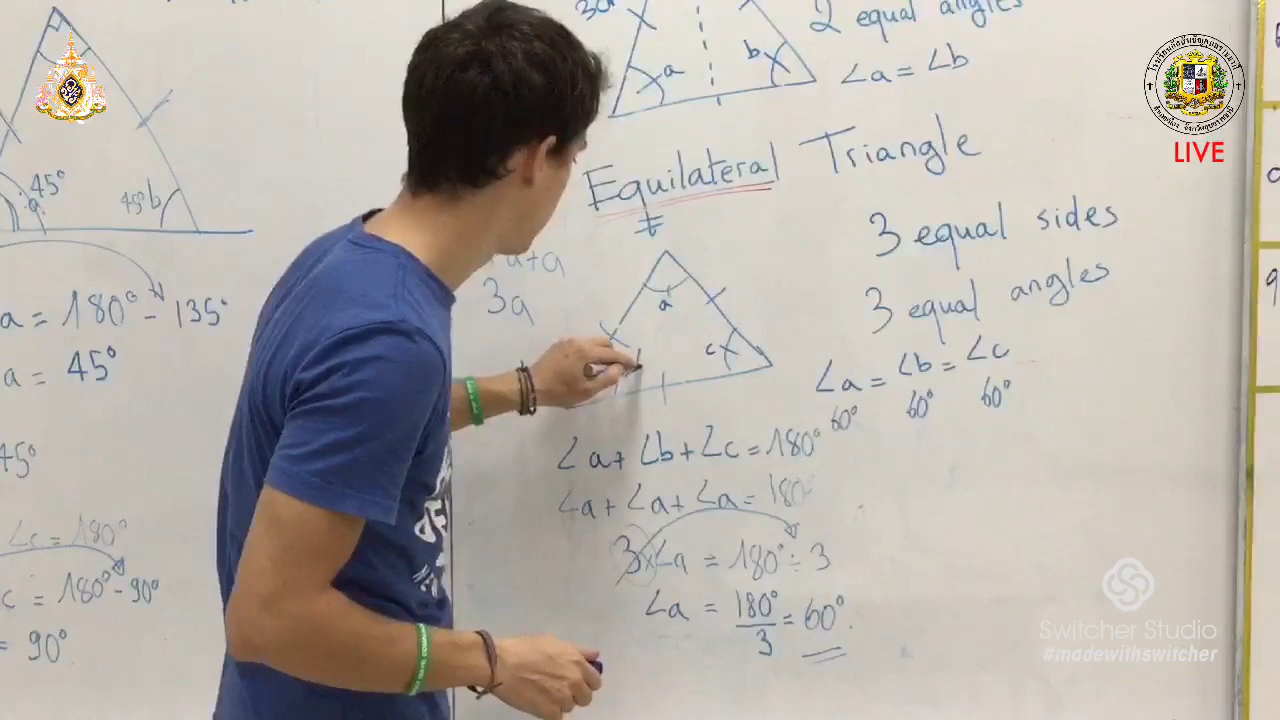 45°
a
45° b
a = 180° - 135°
a = 45°
45°
∠c = 180°
c = 180° - 90°
= 90°
a
b
2 equal angles
∠a = ∠b
Equilateral Triangle
3 equal sides
3 equal angles
∠a = ∠b = ∠c
60° 60° 60°
a+a
3a
a
c
∠a + ∠b + ∠c = 180°
∠a + ∠a + ∠a = 180
3 x ∠a = 180° ÷ 3
∠a = 180°/3 = 60°.
LIVE
Switcher Studio
#madewithswitcher